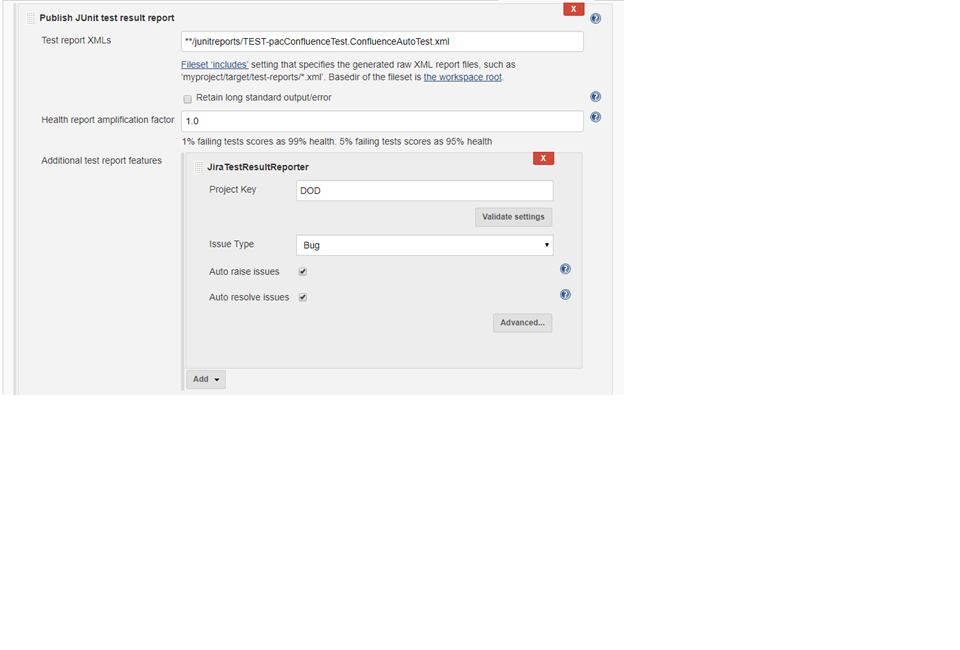 X
Publish JUnit test result report
?
Test report XMLs
**/junitreports/TEST-pacConfluenceTest.ConfluenceAutoTest.xml
Fileset 'includes' setting that specifies the generated raw XML report files, such as
'myproject/target/test-reports/*.xml'. Basedir of the fileset is the workspace root.
Retain long standard output/error
?
Health report amplification factor
1.0
?
1% failing tests scores as 99% health. 5% failing tests scores as 95% health
Additional test report features
X
JiraTestResultReporter
Project Key
DOD
Validate settings
Issue Type
Bug
Auto raise issues
?
Auto resolve issues
?
Advanced...
Add